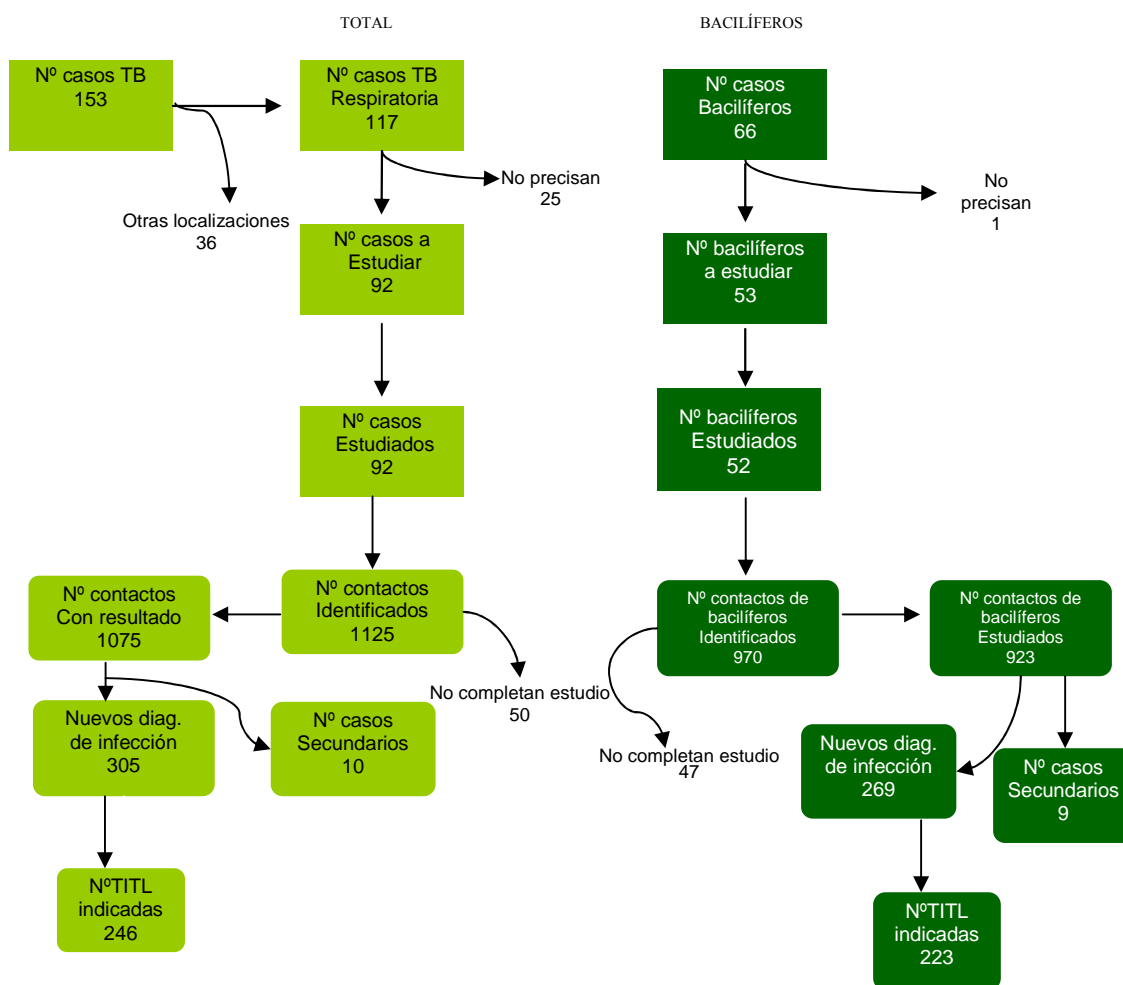 TOTAL
BACILÍFEROS
Nº casos TB
153
Nº casos TB
Respiratoria
117
Otras localizaciones
36
No precisan
25
Nº casos a
Estudiar
92
Nº casos
Estudiados
92
Nº contactos
Identificados
1125
Nº contactos
Con resultado
1075
No completan estudio
50
Nuevos diag.
de infección
305
Nº casos
Secundarios
10
NºTITL
indicadas
246
Nº casos
Bacilíferos
66
No
precisan
1
Nº bacilíferos
a estudiar
53
Nº bacilíferos
Estudiados
52
Nº contactos de
bacilíferos
Identificados
970
Nº contactos de
bacilíferos
Estudiados
923
No completan estudio
47
Nuevos diag.
de infección
269
Nº casos
Secundarios
9
NºTITL
indicadas
223